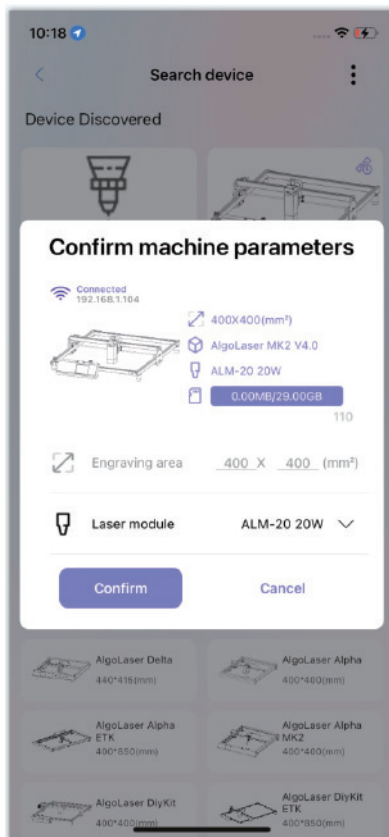 10:18
Search device
Device Discovered
Confirm machine parameters
Connected
192.168.1.104
400X400(mm²)
AlgoLaser MK2 V4.0
ALM-20 20W
0.00MB/29.00GB
110
Engraving area 400 X 400 (mm²)
Laser module ALM-20 20W
Confirm Cancel
AlgoLaser Delta
440*415(mm)
AlgoLaser Alpha
400*400(mm)
AlgoLaser Alpha
ETK
400*850(mm)
AlgoLaser Alpha
MK2
400*400(mm)
AlgoLaser DiyKit
400*400(mm)
AlgoLaser DiyKit
ETK
400*850(mm)